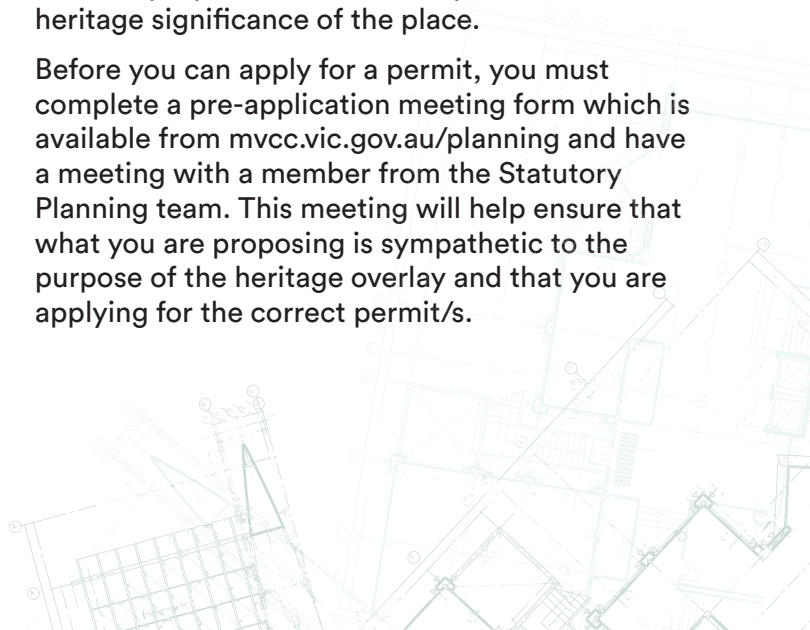 heritage significance of the place.
Before you can apply for a permit, you must
complete a pre-application meeting form which is
available from mvcc.vic.gov.au/planning and have
a meeting with a member from the Statutory
Planning team. This meeting will help ensure that
what you are proposing is sympathetic to the
purpose of the heritage overlay and that you are
applying for the correct permit/s.